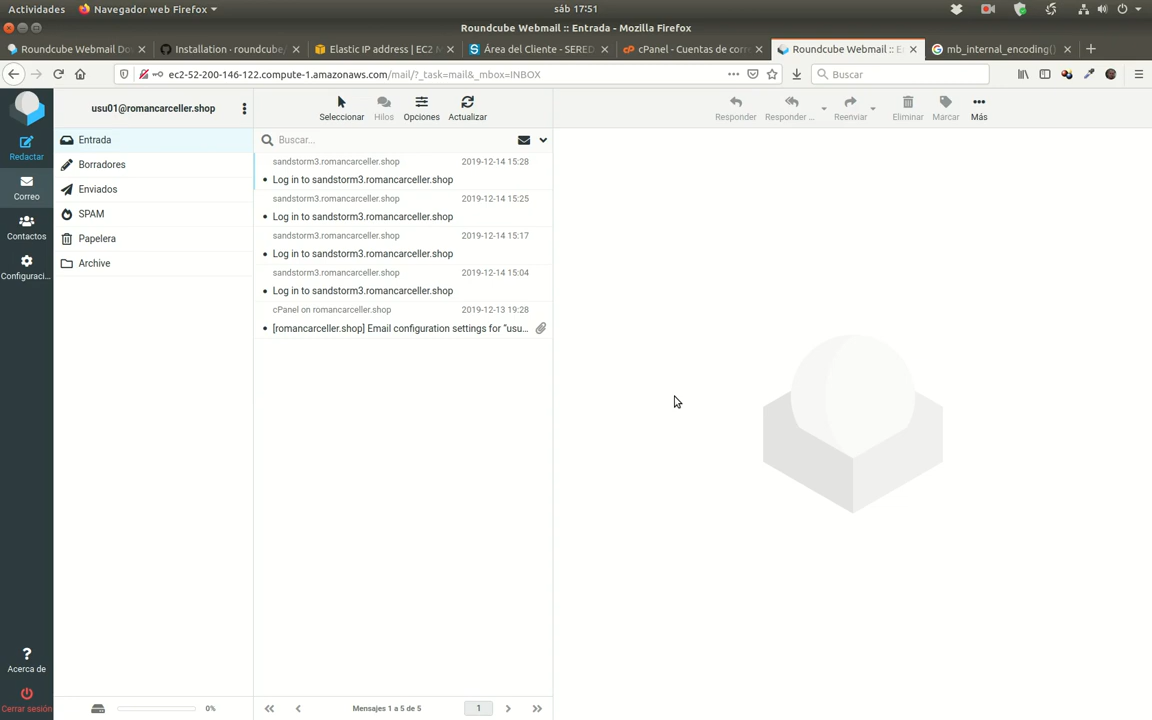 Actividades
Navegador web Firefox
sáb 17:51
Roundcube Webmail :: Entrada - Mozilla Firefox
Roundcube Webmail Do
Installation · roundcube/
Elastic IP address | EC2 M
Área del Cliente - SERED
cPanel - Cuentas de corr
Roundcube Webmail :: E
mb_internal_encoding()
ec2-52-200-146-122.compute-1.amazonaws.com/mail/?_task=mail&_mbox=INBOX
Buscar
usu01@romancarceller.shop
Seleccionar
Hilos
Opciones
Actualizar
Responder
Responder ...
Reenviar
Eliminar
Marcar
Más
Redactar
Correo
Contactos
Configuraci...
Acerca de
Cerrar sesión
Entrada
Borradores
Enviados
SPAM
Papelera
Archive
0%
Buscar...
sandstorm3.romancarceller.shop 2019-12-14 15:28
• Log in to sandstorm3.romancarceller.shop
sandstorm3.romancarceller.shop 2019-12-14 15:25
• Log in to sandstorm3.romancarceller.shop
sandstorm3.romancarceller.shop 2019-12-14 15:17
• Log in to sandstorm3.romancarceller.shop
sandstorm3.romancarceller.shop 2019-12-14 15:04
• Log in to sandstorm3.romancarceller.shop
cPanel on romancarceller.shop 2019-12-13 19:28
• [romancarceller.shop] Email configuration settings for "usu...
Mensajes 1 a 5 de 5
1